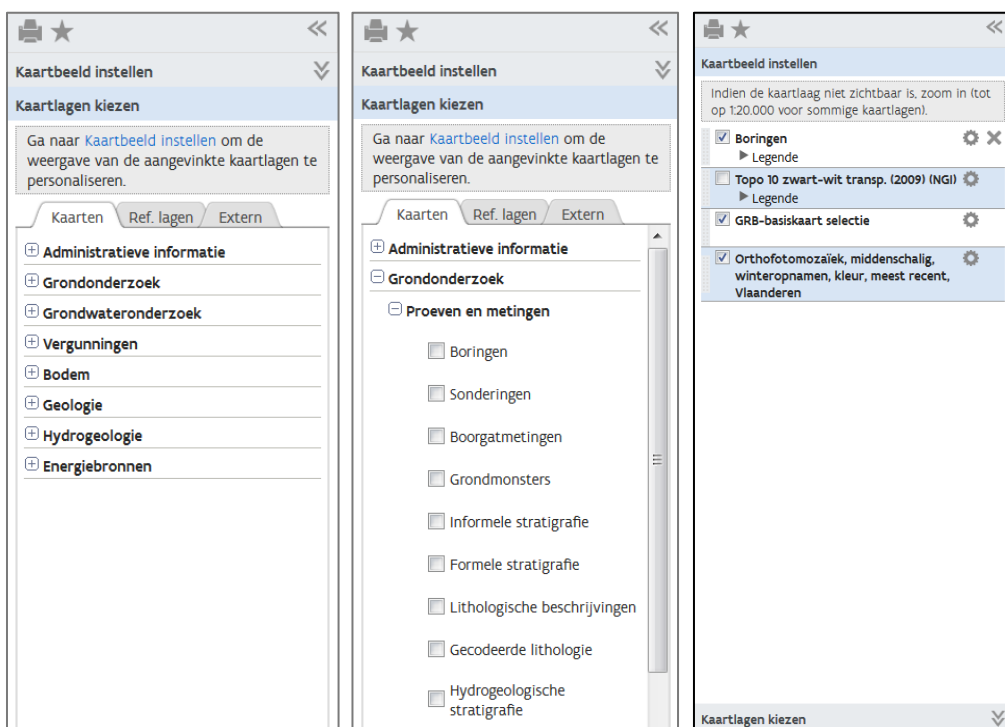 Kaartbeeld instellen
Kaartlagen kiezen
Ga naar Kaartbeeld instellen om de
weergave van de aangevinkte kaartlagen te
personaliseren.
Kaarten Ref. lagen Extern
Administratieve informatie
Grondonderzoek
Grondwateronderzoek
Vergunningen
Bodem
Geologie
Hydrogeologie
Energiebronnen
Kaartbeeld instellen
Kaartlagen kiezen
Ga naar Kaartbeeld instellen om de
weergave van de aangevinkte kaartlagen te
personaliseren.
Kaarten Ref. lagen Extern
Administratieve informatie
Grondonderzoek
Proeven en metingen
Boringen
Sonderingen
Boorgatmetingen
Grondmonsters
Informele stratigrafie
Formele stratigrafie
Lithologische beschrijvingen
Gecodeerde lithologie
Hydrogeologische
stratigrafie
Kaartbeeld instellen
Indien de kaartlaag niet zichtbaar is, zoom in (tot
op 1:20.000 voor sommige kaartlagen).
Boringen
Legende
Topo 10 zwart-wit transp. (2009) (NGI)
Legende
GRB-basiskaart selectie
Orthofotomozaïek, middenschalig,
winteropnamen, kleur, meest recent,
Vlaanderen
Kaartlagen kiezen